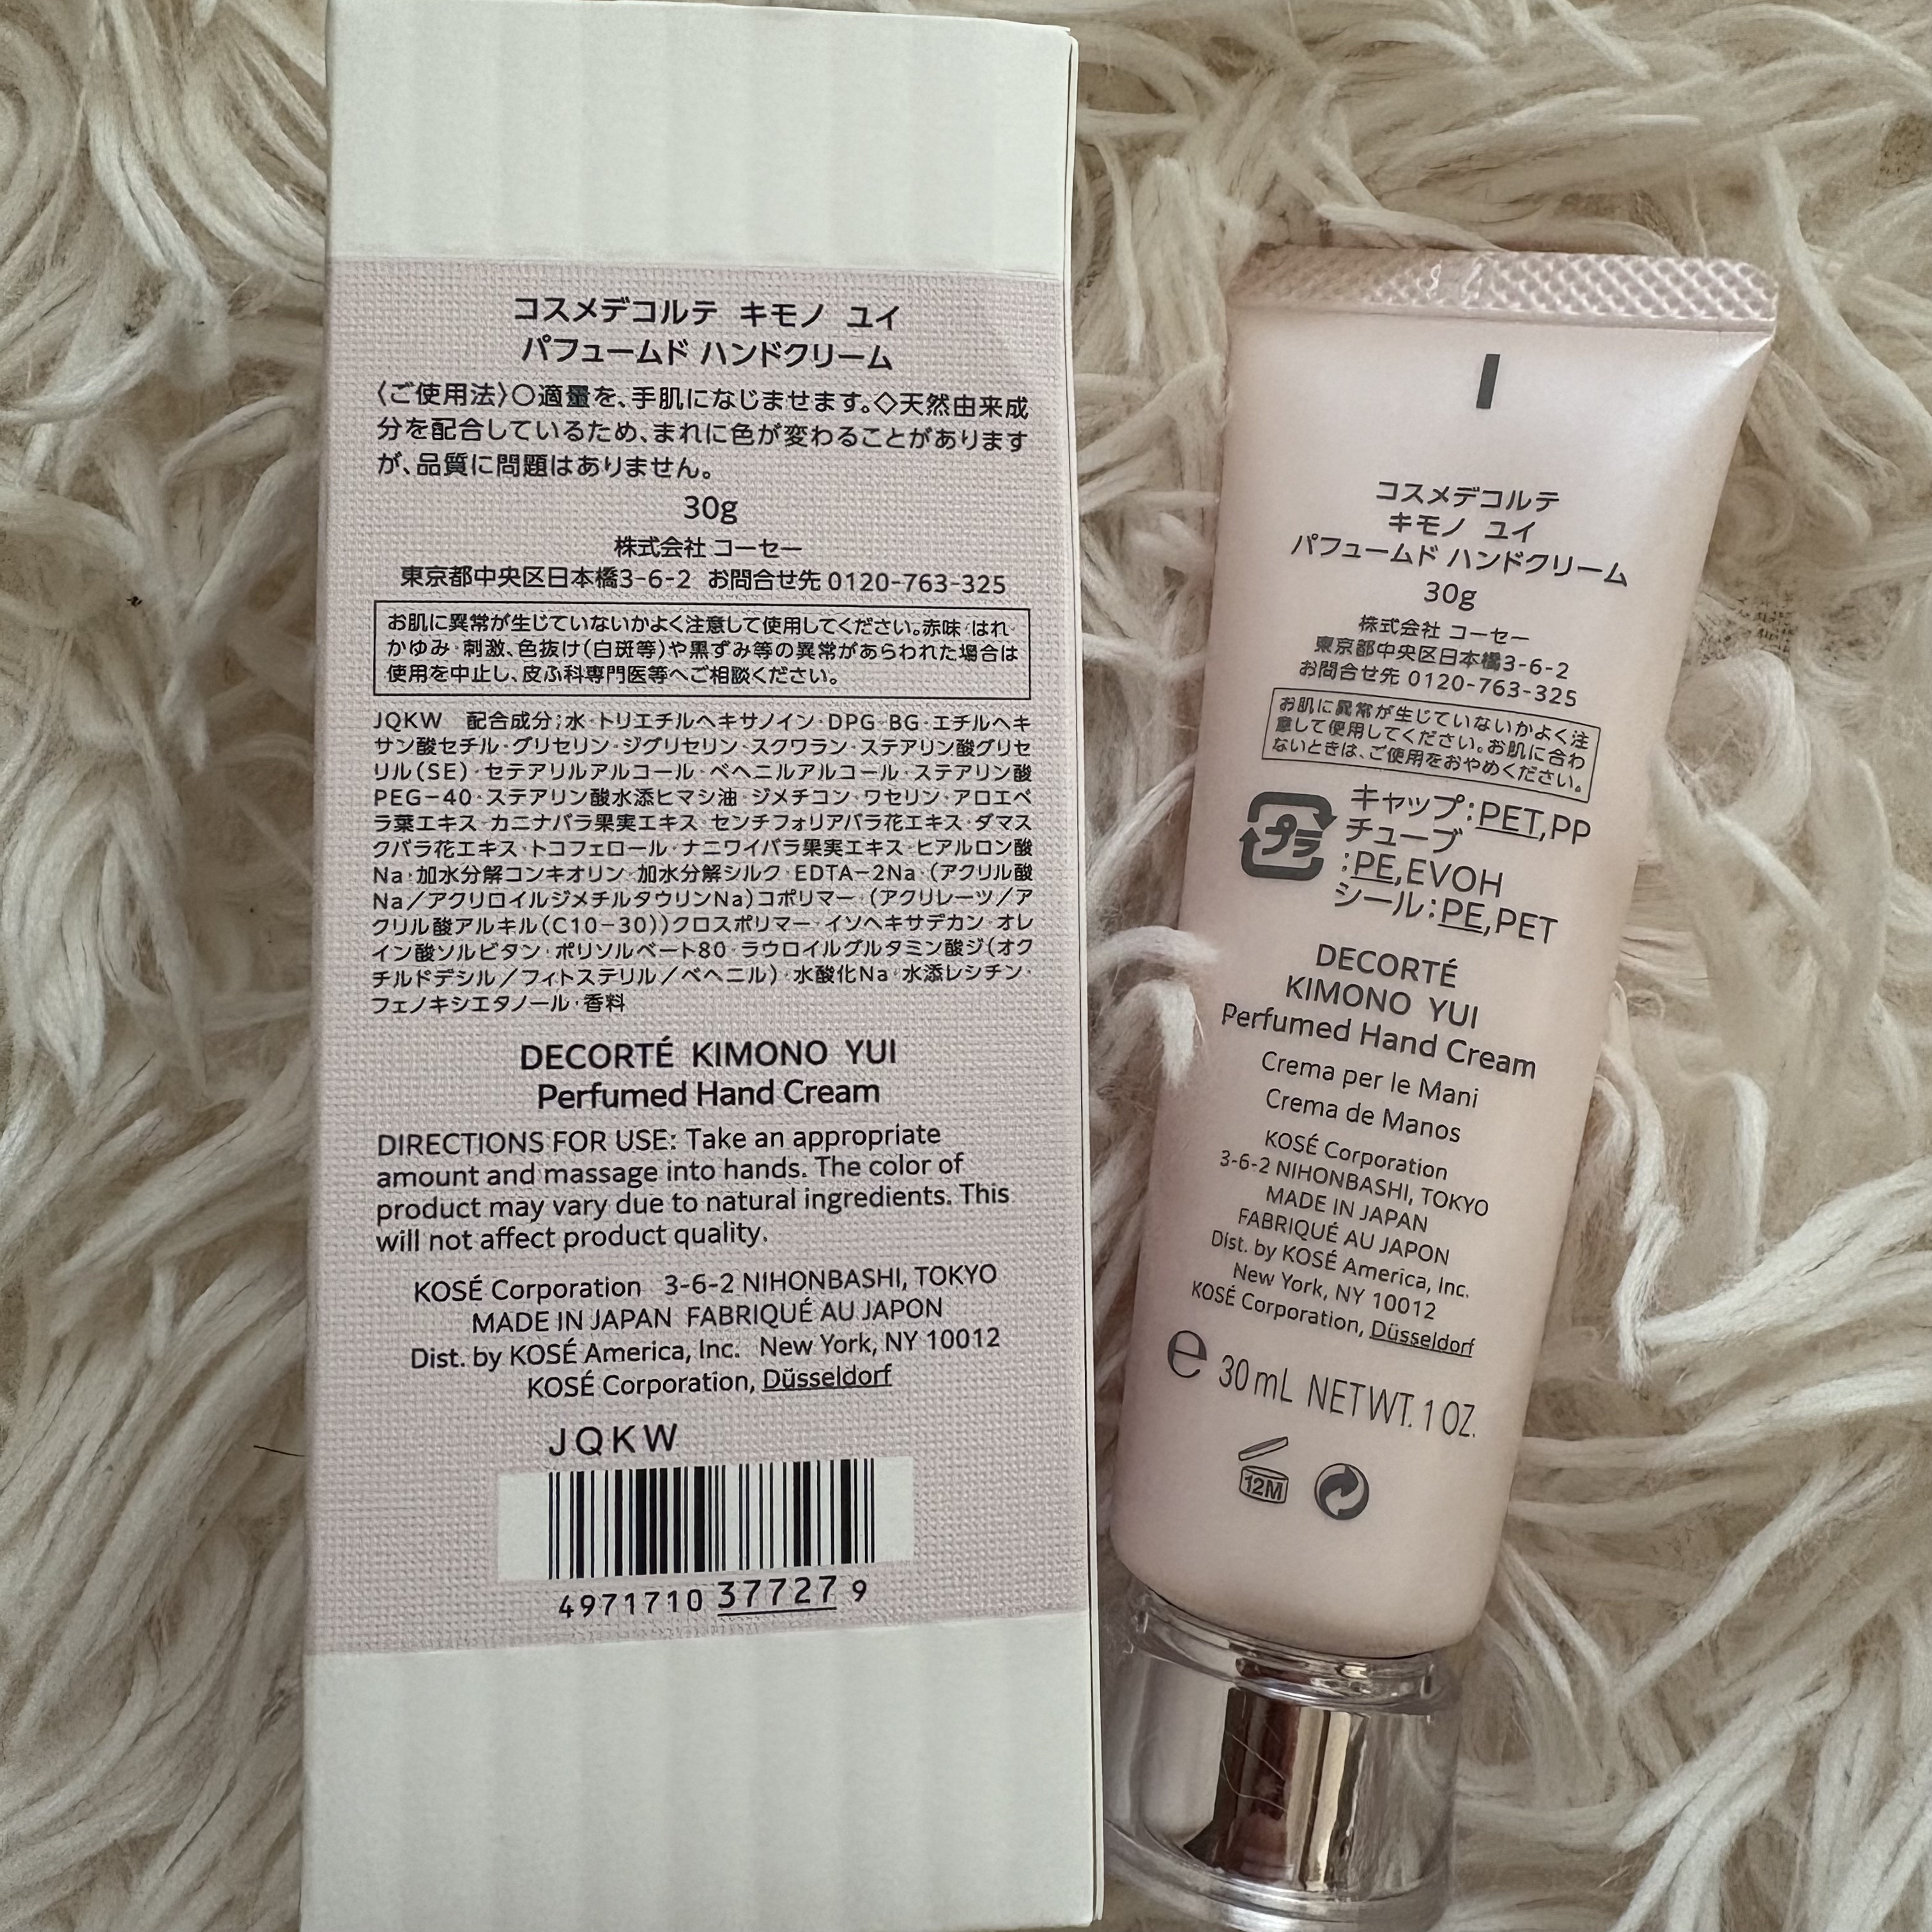 コスメデコルテ キモノ ユイ
パフュームド ハンドクリーム
〈ご使用法〉〇適量を、手肌になじませます。◇天然由来成
分を配合しているため、まれに色が変わることがあります
が、品質に問題はありません。
30g
株式会社 コーセー
東京都中央区日本橋3-6-2 お問合せ先 0120-763-325
お肌に異常が生じていないかよく注意して使用してください。赤味・はれ・
かゆみ・刺激、色抜け(白斑等)や黒ずみ等の異常があらわれた場合は
使用を中止し、皮ふ科専門医等へご相談ください。
JQKW 配合成分；水・トリエチルヘキサノイン・DPG・BG・エチルヘキ
サン酸セチル・グリセリン・ジグリセリン・スクワラン・ステアリン酸グリセ
リル(SE)・セテアリルアルコール・ベヘニルアルコール・ステアリン酸
PEG−40・ステアリン酸水添ヒマシ油・ジメチコン・ワセリン・アロエベ
ラ葉エキス・カニナバラ果実エキス・センチフォリアバラ花エキス・ダマス
クバラ花エキス・トコフェロール・ナニワイバラ果実エキス・ヒアルロン酸
Na・加水分解コンキオリン・加水分解シルク・EDTA−2Na・(アクリル酸
Na／アクリロイルジメチルタウリンNa)コポリマー・(アクリレーツ／ア
クリル酸アルキル(C10−30))クロスポリマー・イソヘキサデカン・オレ
イン酸ソルビタン・ポリソルベート80・ラウロイルグルタミン酸ジ(オク
チルドデシル／フィトステリル／ベヘニル)・水酸化Na・水添レシチン・
フェノキシエタノール・香料
DECORTÉ KIMONO YUI
Perfumed Hand Cream
DIRECTIONS FOR USE: Take an appropriate
amount and massage into hands. The color of
product may vary due to natural ingredients. This
will not affect product quality.
KOSÉ Corporation 3-6-2 NIHONBASHI, TOKYO
MADE IN JAPAN FABRIQUÉ AU JAPON
Dist. by KOSÉ America, Inc. New York, NY 10012
KOSÉ Corporation, Düsseldorf
JQKW
4971710 37727 9
コスメデコルテ
キモノ ユイ
パフュームド ハンドクリーム
30g
株式会社 コーセー
東京都中央区日本橋3-6-2
お問合せ先 0120-763-325
お肌に異常が生じていないかよく注
意して使用してください。お肌に合わ
ないときは、ご使用をおやめください。
プラ
キャップ：PET,PP
チューブ
：PE,EVOH
シール：PE,PET
DECORTÉ
KIMONO YUI
Perfumed Hand Cream
Crema per le Mani
Crema de Manos
KOSÉ Corporation
3-6-2 NIHONBASHI, TOKYO
MADE IN JAPAN
FABRIQUÉ AU JAPON
Dist. by KOSÉ America, Inc.
New York, NY 10012
KOSÉ Corporation, Düsseldorf
℮ 30mL NET WT. 1 OZ.
12M